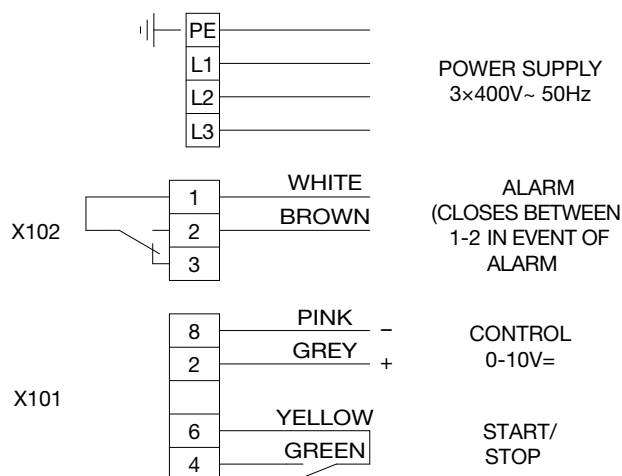 PE
L1
L2
L3
POWER SUPPLY
3×400V~ 50Hz
X102
1
2
3
WHITE
BROWN
ALARM
(CLOSES BETWEEN
1-2 IN EVENT OF
ALARM
X101
8
2
6
4
PINK –
GREY +
YELLOW
GREEN
CONTROL
0-10V=
START/
STOP